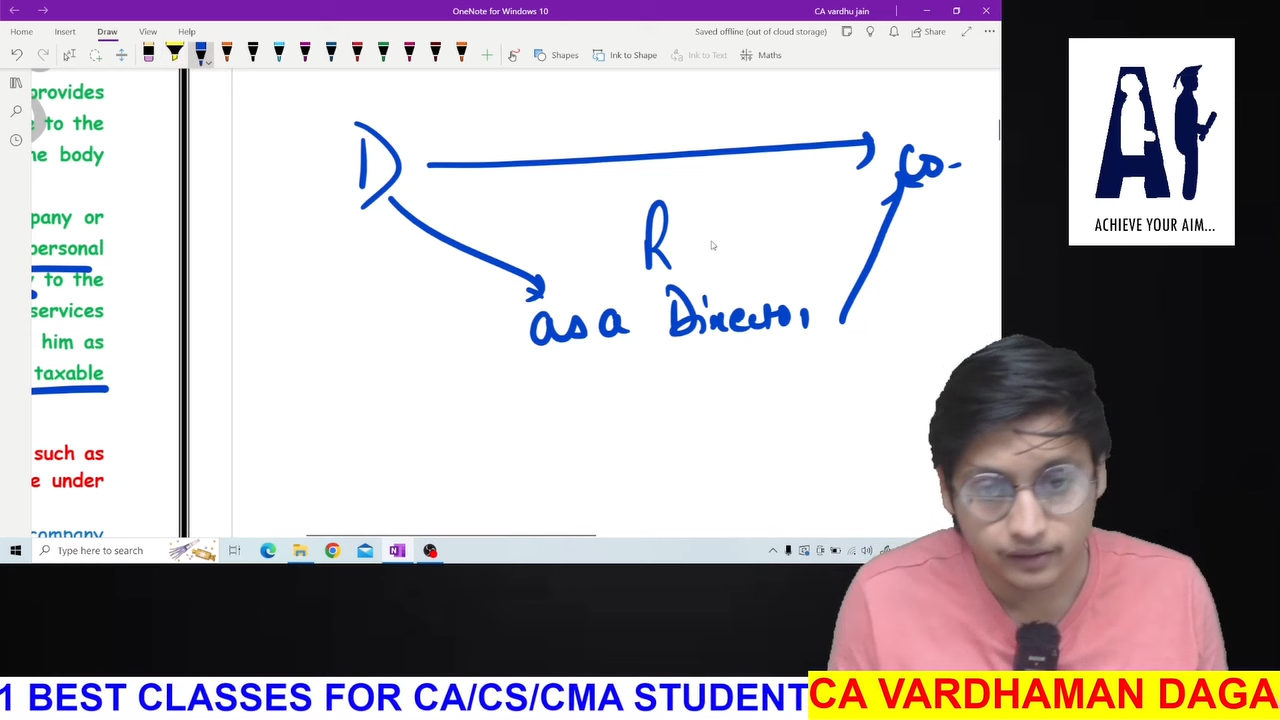 OneNote for Windows 10
CA vardhu jain
Home Insert Draw View Help
Saved offline (out of cloud storage)
Share
Shapes
Ink to Shape
Ink to Text
Maths
provides
e to the
ne body
pany or
personal
to the
services
him as
taxable
such as
e under
company
D
co.
R
as a Director
AI
ACHIEVE YOUR AIM...
Type here to search
1 BEST CLASSES FOR CA/CS/CMA STUDENT
CA VARDHAMAN DAGA